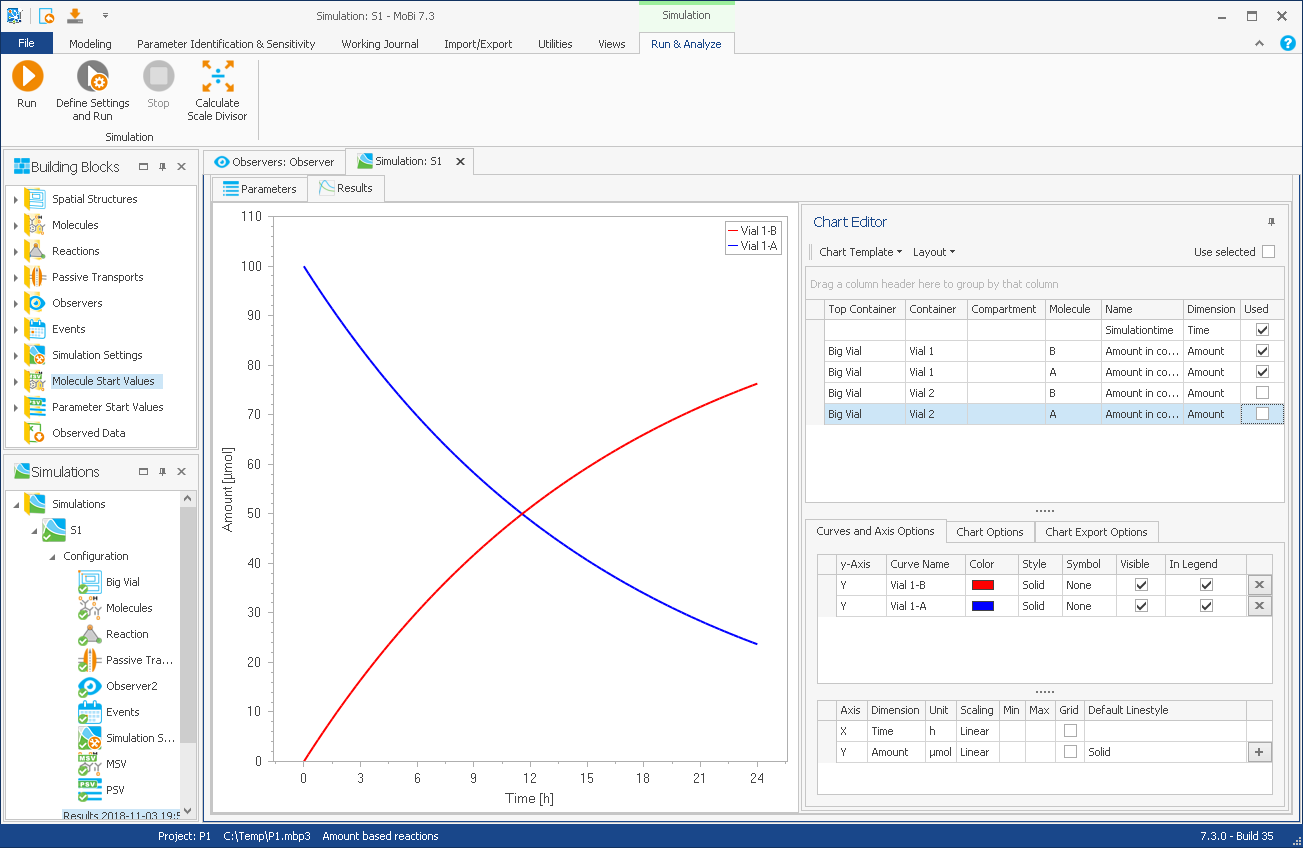 Simulation: S1 - MoBi 7.3
Simulation
File
Modeling
Parameter Identification & Sensitivity
Working Journal
Import/Export
Utilities
Views
Run & Analyze
Run
Define Settings
and Run
Stop
Calculate
Scale Divisor
Simulation
Building Blocks
Spatial Structures
Molecules
Reactions
Passive Transports
Observers
Events
Simulation Settings
Molecule Start Values
Parameter Start Values
Observed Data
Simulations
Simulations
S1
Configuration
Big Vial
Molecules
Reaction
Passive Tra...
Observer2
Events
Simulation S...
MSV
PSV
Observers: Observer
Simulation: S1
Parameters
Results
110
100
90
80
70
60
50
40
30
20
10
0
Amount [µmol]
0 3 6 9 12 15 18 21 24
Time [h]
Vial 1-B
Vial 1-A
Chart Editor
Chart Template
Layout
Use selected
Drag a column header here to group by that column
Top Container Container Compartment Molecule Name Dimension Used
Simulationtime Time
Big Vial Vial 1 B Amount in co... Amount
Big Vial Vial 1 A Amount in co... Amount
Big Vial Vial 2 B Amount in co... Amount
Big Vial Vial 2 A Amount in co... Amount
Curves and Axis Options
Chart Options
Chart Export Options
y-Axis Curve Name Color Style Symbol Visible In Legend
Y Vial 1-B Solid None
Y Vial 1-A Solid None
Axis Dimension Unit Scaling Min Max Grid Default Linestyle
X Time h Linear
Y Amount µmol Linear Solid
Project: P1 C:\Temp\P1.mbp3 Amount based reactions
7.3.0 - Build 35